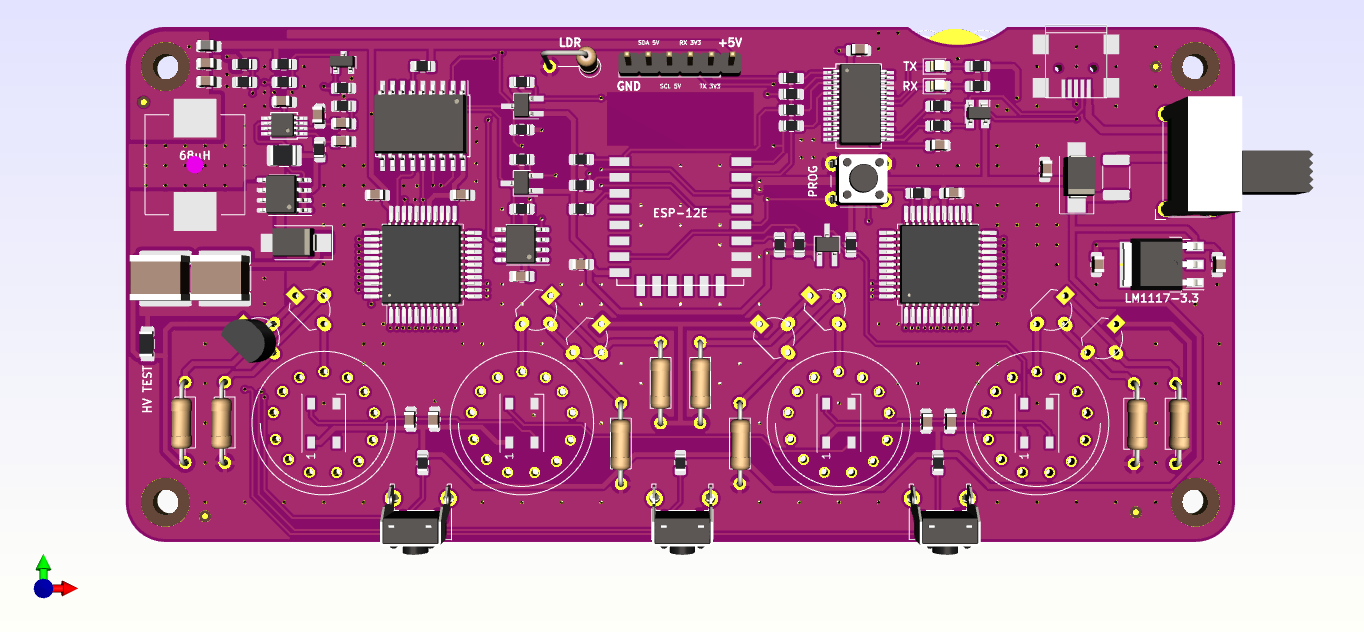 LDR
SDA 5V
RX 3V3
+5V
GND
SCL 5V
TX 3V3
TX
RX
68uH
PROG
ESP-12E
LM1117-3.3
HV TEST
1
1
1
1